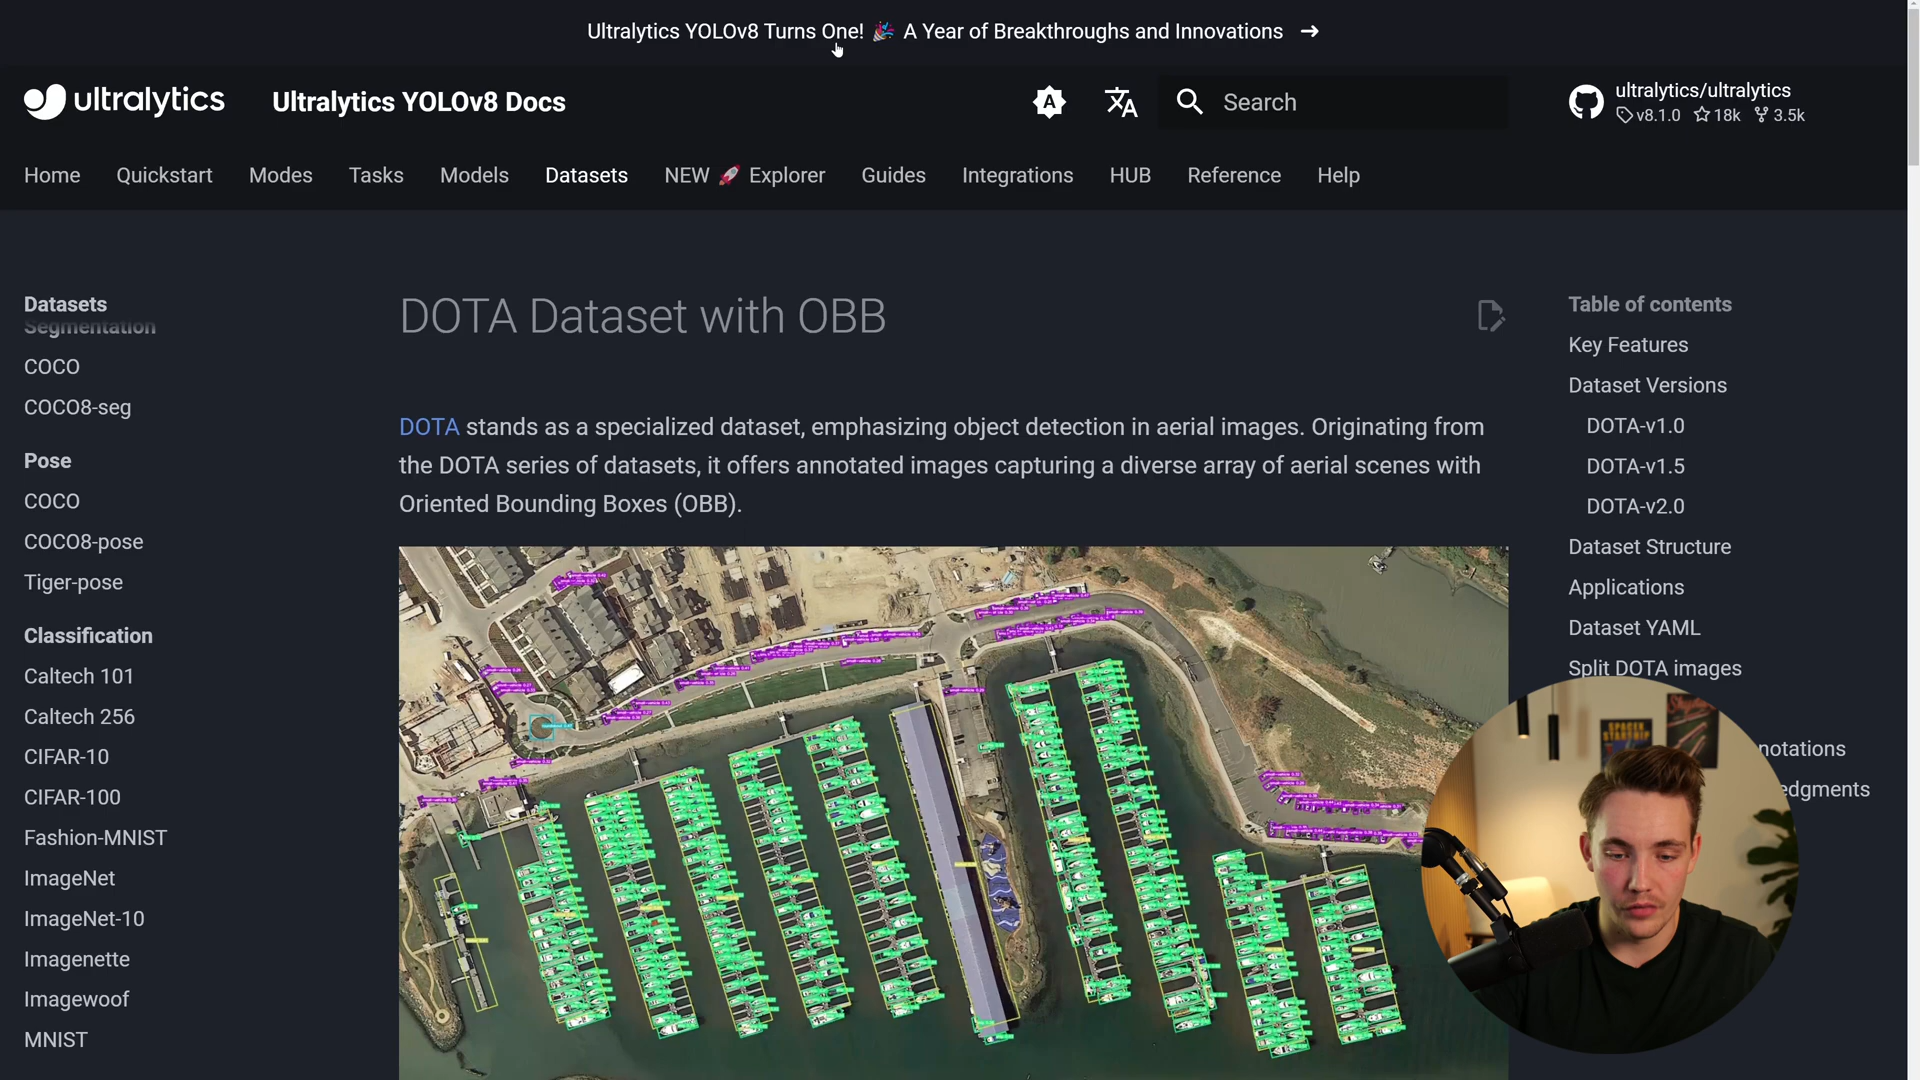 Ultralytics YOLOv8 Turns One! 🎉 A Year of Breakthroughs and Innovations →
ultralytics
Ultralytics YOLOv8 Docs
Search
ultralytics/ultralytics
v8.1.0 18k 3.5k
Home Quickstart Modes Tasks Models Datasets NEW 🚀 Explorer Guides Integrations HUB Reference Help
Datasets
Segmentation
COCO
COCO8-seg
Pose
COCO
COCO8-pose
Tiger-pose
Classification
Caltech 101
Caltech 256
CIFAR-10
CIFAR-100
Fashion-MNIST
ImageNet
ImageNet-10
Imagenette
Imagewoof
MNIST
DOTA Dataset with OBB
DOTA stands as a specialized dataset, emphasizing object detection in aerial images. Originating from
the DOTA series of datasets, it offers annotated images capturing a diverse array of aerial scenes with
Oriented Bounding Boxes (OBB).
Table of contents
Key Features
Dataset Versions
DOTA-v1.0
DOTA-v1.5
DOTA-v2.0
Dataset Structure
Applications
Dataset YAML
Split DOTA images
notations
edgments